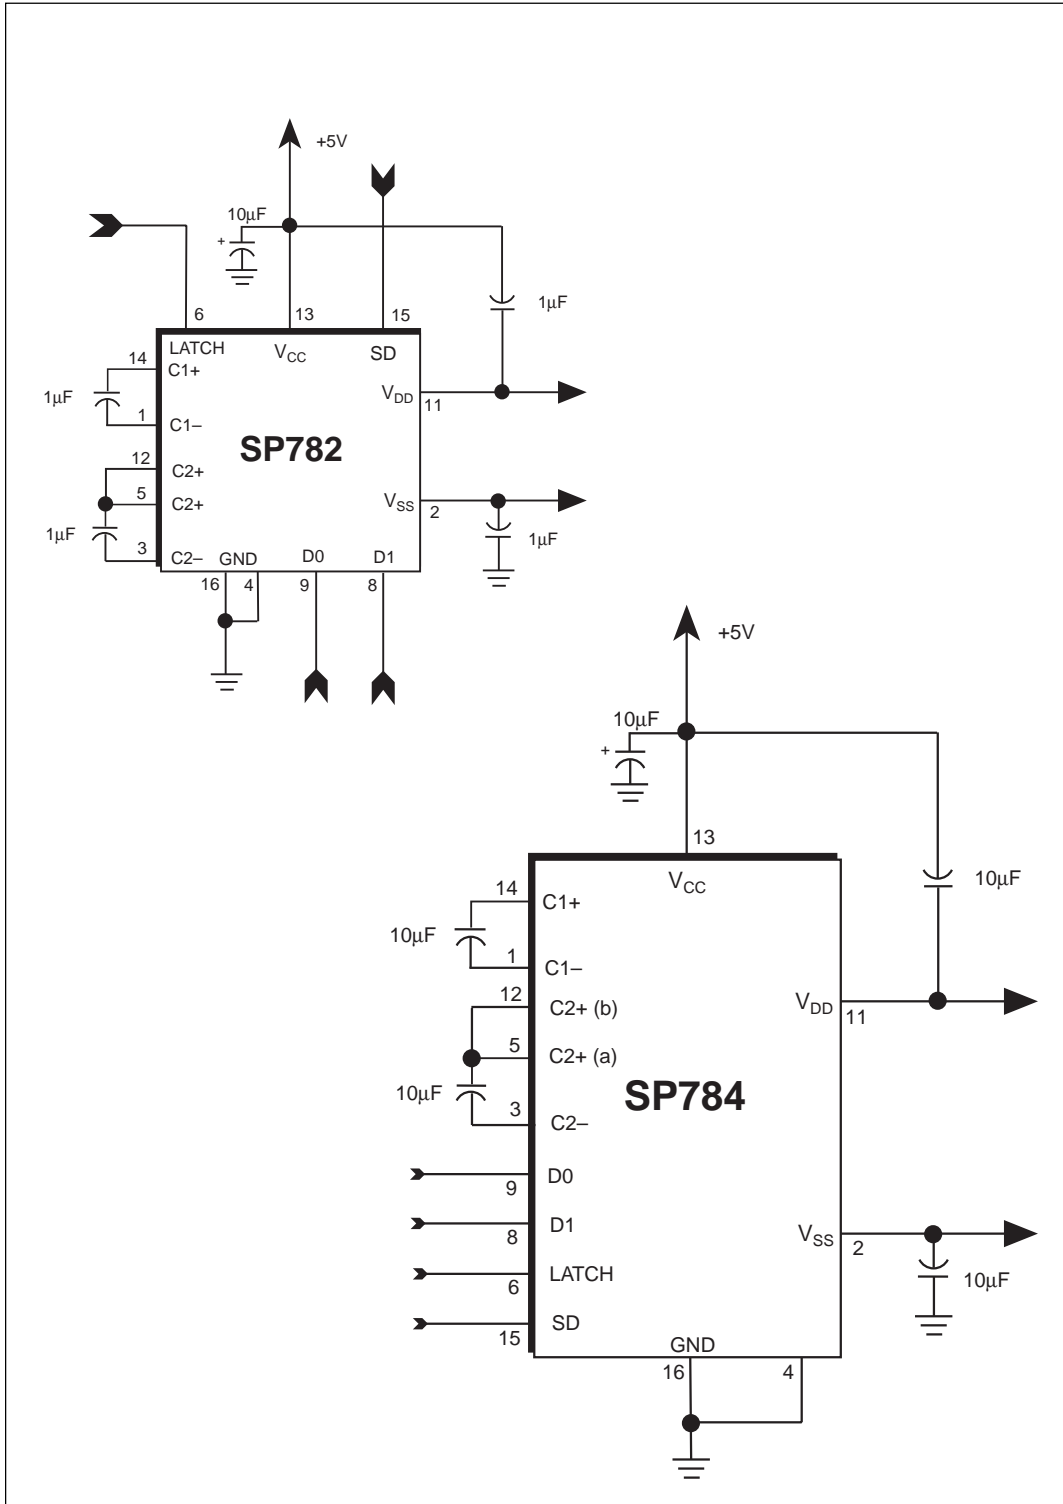 +5V
10µF
+
1µF
6
13
15
LATCH
VCC
SD
14
C1+
1µF
1
C1–
VDD
11
SP782
12
C2+
5
C2+
VSS
2
1µF
3
C2–
GND
D0
D1
1µF
16
4
9
8
+5V
10µF
+
13
VCC
10µF
14
C1+
10µF
1
C1–
12
C2+ (b)
VDD
11
5
C2+ (a)
10µF
SP784
3
C2–
9
D0
8
D1
VSS
2
6
LATCH
10µF
15
SD
GND
16
4